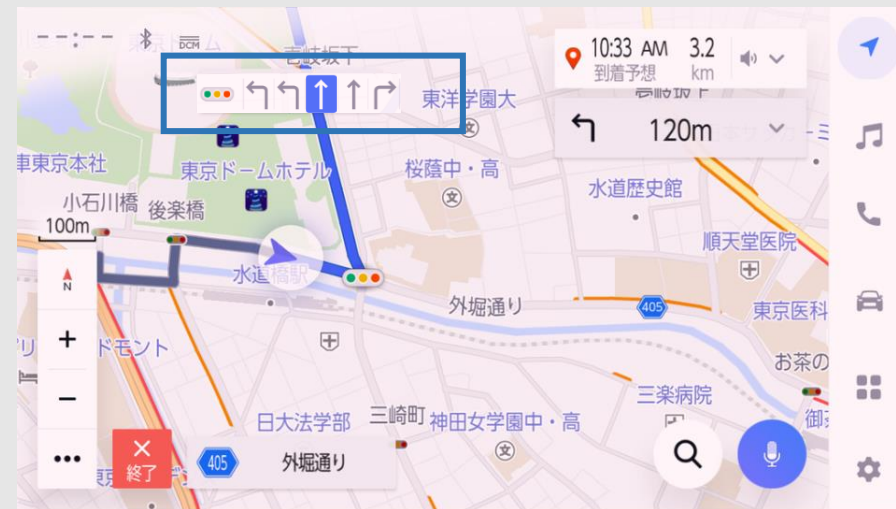 --:--
DCM
壱岐坂下
東洋学園大
10:33 AM 3.2
到着予想 km
120m
東京本社
東京ドームホテル
桜蔭中・高
水道歴史館
小石川橋
後楽橋
100m
順天堂医院
N
水道橋駅
外堀通り
405
東京医科
+
ドモント
お茶の
−
三楽病院
日大法学部
三崎町
神田女学園中・高
終了
405
外堀通り